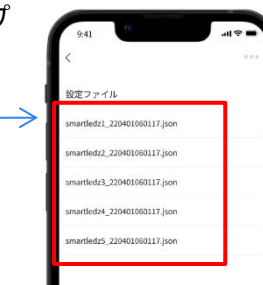 プ
9:41
設定ファイル
smartledz1_220401060117.json
smartledz2_220401060117.json
smartledz3_220401060117.json
smartledz4_220401060117.json
smartledz5_220401060117.json